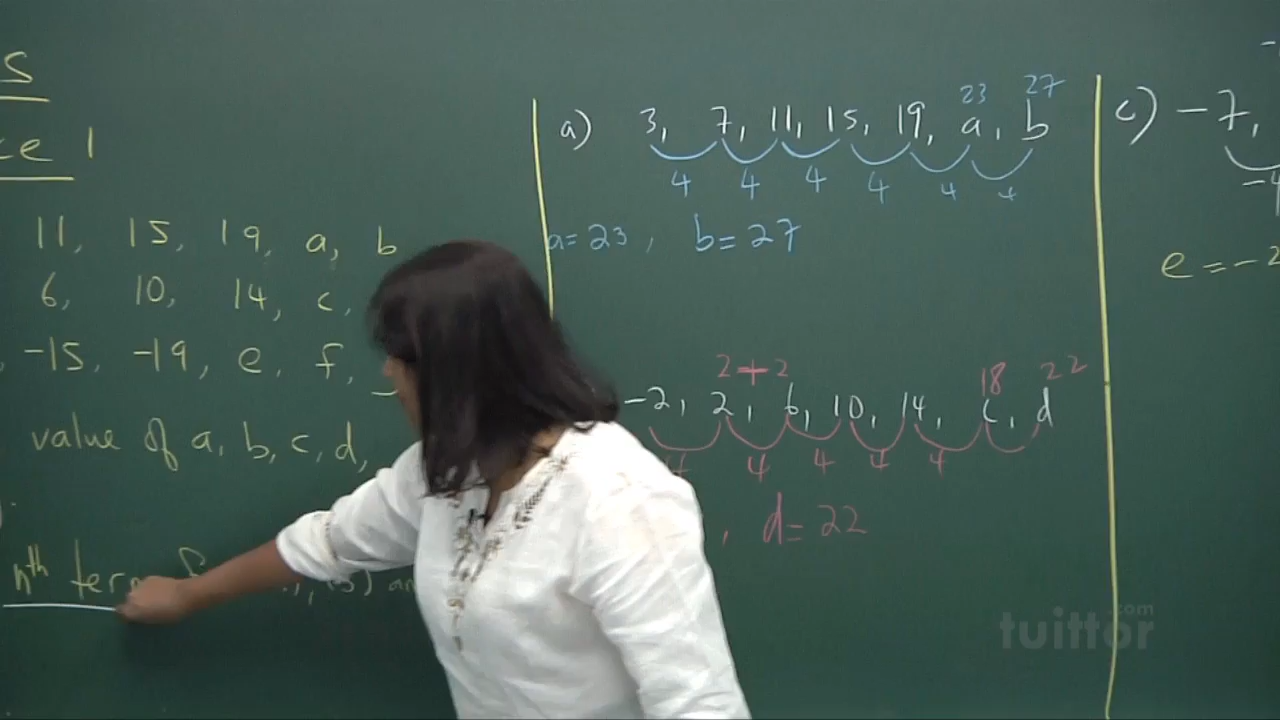 S
ce 1
11, 15, 19, a, b
6, 10, 14, c,
-15, -19, e, f,
value of a, b, c, d,
nth term
a) 3, 7, 11, 15, 19, a, b
23 27
4 4 4 4 4 4
a = 23, b = 27
2 + 2 18 22
-2, 2, 6, 10, 14, c, d
4 4 4 4 4
, d = 22
c) -7,
-4
e = -2
tuittor.com